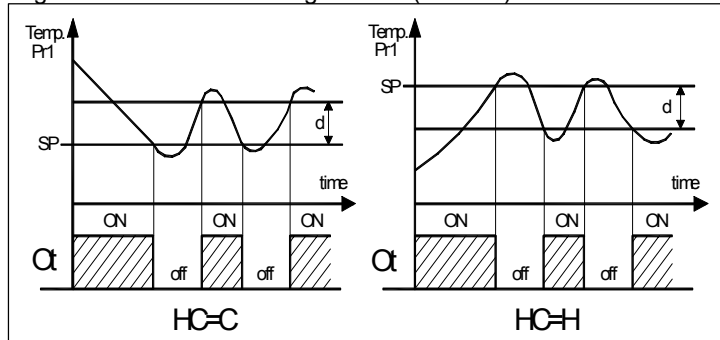 Temp.
Pr1
SP
d
time
ON
ON
ON
Ot
off
off
HC=C
Temp.
Pr1
SP
d
time
ON
ON
ON
Ot
off
off
HC=H